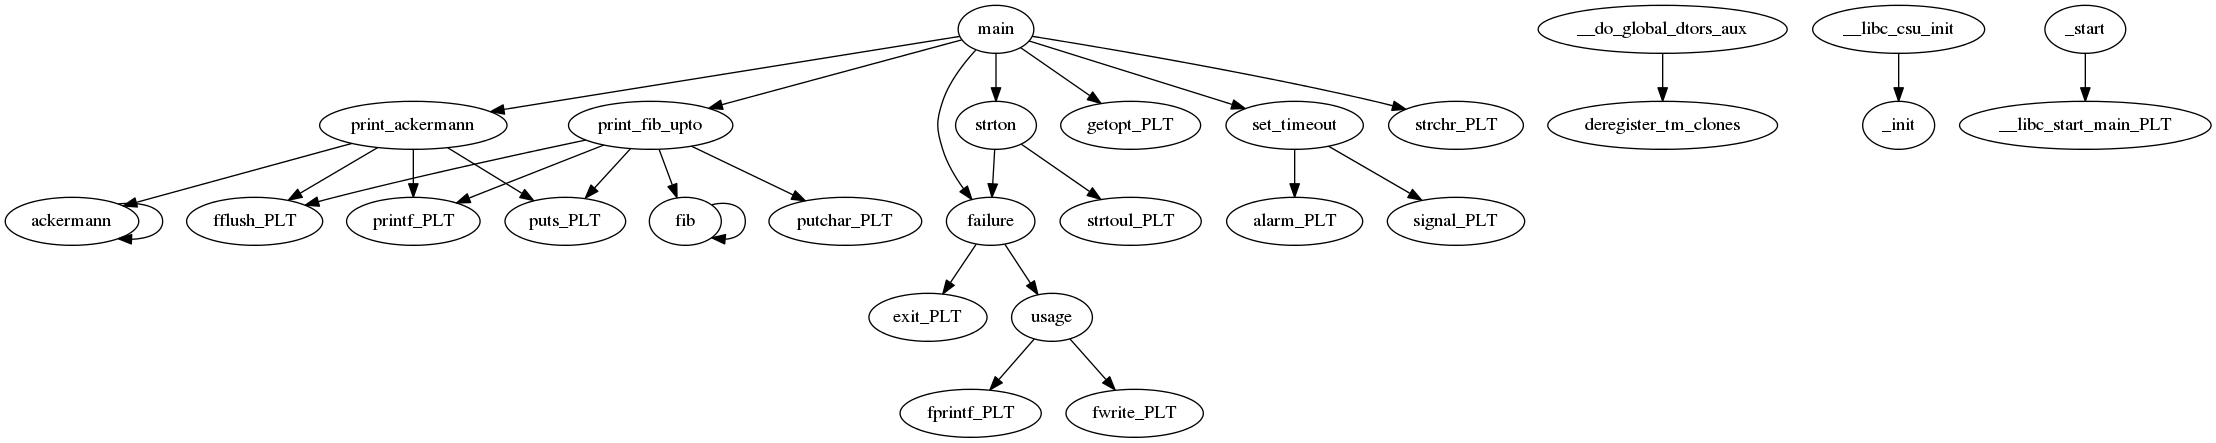 main
__do_global_dtors_aux
__libc_csu_init
_start
print_ackermann
print_fib_upto
strton
getopt_PLT
set_timeout
strchr_PLT
deregister_tm_clones
_init
__libc_start_main_PLT
ackermann
fflush_PLT
printf_PLT
puts_PLT
fib
putchar_PLT
failure
strtoul_PLT
alarm_PLT
signal_PLT
exit_PLT
usage
fprintf_PLT
fwrite_PLT